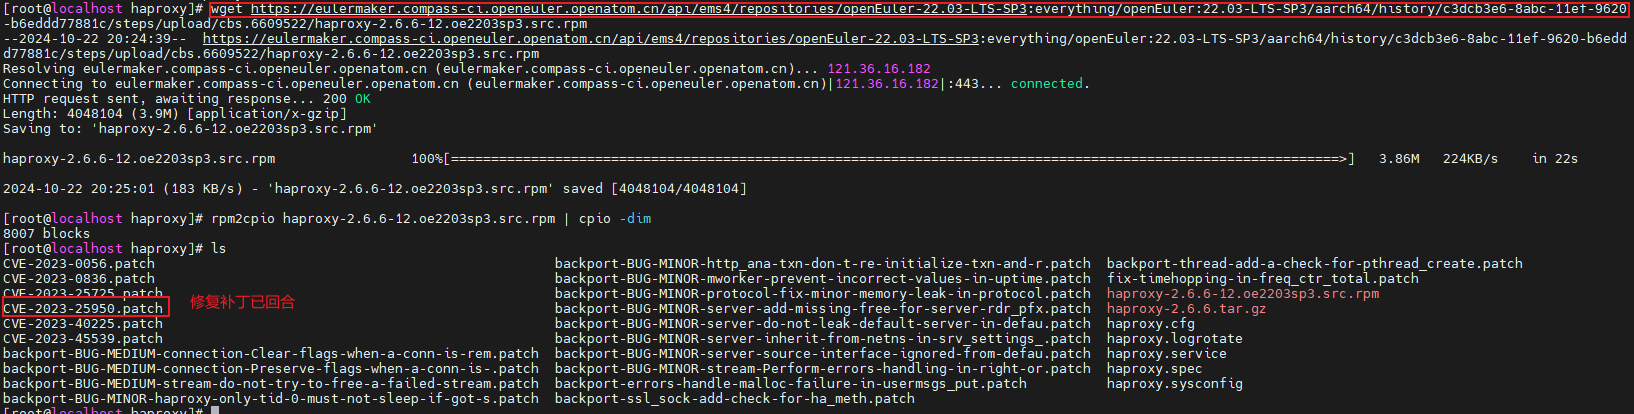 [root@localhost haproxy]# wget https://eulermaker.compass-ci.openeuler.openatom.cn/api/ems4/repositories/openEuler-22.03-LTS-SP3:everything/openEuler:22.03-LTS-SP3/aarch64/history/c3dcb3e6-8abc-11ef-9620
-b6eddd77881c/steps/upload/cbs.6609522/haproxy-2.6.6-12.oe2203sp3.src.rpm
--2024-10-22 20:24:39--  https://eulermaker.compass-ci.openeuler.openatom.cn/api/ems4/repositories/openEuler-22.03-LTS-SP3:everything/openEuler:22.03-LTS-SP3/aarch64/history/c3dcb3e6-8abc-11ef-9620-b6edd
d77881c/steps/upload/cbs.6609522/haproxy-2.6.6-12.oe2203sp3.src.rpm
Resolving eulermaker.compass-ci.openeuler.openatom.cn (eulermaker.compass-ci.openeuler.openatom.cn)... 121.36.16.182
Connecting to eulermaker.compass-ci.openeuler.openatom.cn (eulermaker.compass-ci.openeuler.openatom.cn)|121.36.16.182|:443... connected.
HTTP request sent, awaiting response... 200 OK
Length: 4048104 (3.9M) [application/x-gzip]
Saving to: 'haproxy-2.6.6-12.oe2203sp3.src.rpm'
haproxy-2.6.6-12.oe2203sp3.src.rpm 100%[===============================================================================================================>] 3.86M 224KB/s in 22s
2024-10-22 20:25:01 (183 KB/s) - 'haproxy-2.6.6-12.oe2203sp3.src.rpm' saved [4048104/4048104]
[root@localhost haproxy]# rpm2cpio haproxy-2.6.6-12.oe2203sp3.src.rpm | cpio -dim
8007 blocks
[root@localhost haproxy]# ls
CVE-2023-0056.patch backport-BUG-MINOR-http_ana-txn-don-t-re-initialize-txn-and-r.patch backport-thread-add-a-check-for-pthread_create.patch
CVE-2023-0836.patch backport-BUG-MINOR-mworker-prevent-incorrect-values-in-uptime.patch fix-timehopping-in-freq_ctr_total.patch
CVE-2023-25725.patch backport-BUG-MINOR-protocol-fix-minor-memory-leak-in-protocol.patch haproxy-2.6.6-12.oe2203sp3.src.rpm
CVE-2023-25950.patch 修复补丁已回合 backport-BUG-MINOR-server-add-missing-free-for-server-rdr_pfx.patch haproxy-2.6.6.tar.gz
CVE-2023-40225.patch backport-BUG-MINOR-server-do-not-leak-default-server-in-defau.patch haproxy.cfg
CVE-2023-45539.patch backport-BUG-MINOR-server-inherit-from-netns-in-srv_settings_.patch haproxy.logrotate
backport-BUG-MEDIUM-connection-Clear-flags-when-a-conn-is-rem.patch backport-BUG-MINOR-server-source-interface-ignored-from-defau.patch haproxy.service
backport-BUG-MEDIUM-connection-Preserve-flags-when-a-conn-is-.patch backport-BUG-MINOR-stream-Perform-errors-handling-in-right-or.patch haproxy.spec
backport-BUG-MEDIUM-stream-do-not-try-to-free-a-failed-stream.patch backport-errors-handle-malloc-failure-in-usermsgs_put.patch haproxy.sysconfig
backport-BUG-MINOR-haproxy-only-tid-0-must-not-sleep-if-got-s.patch backport-ssl_sock-add-check-for-ha_meth.patch
[root@localhost haproxy]#